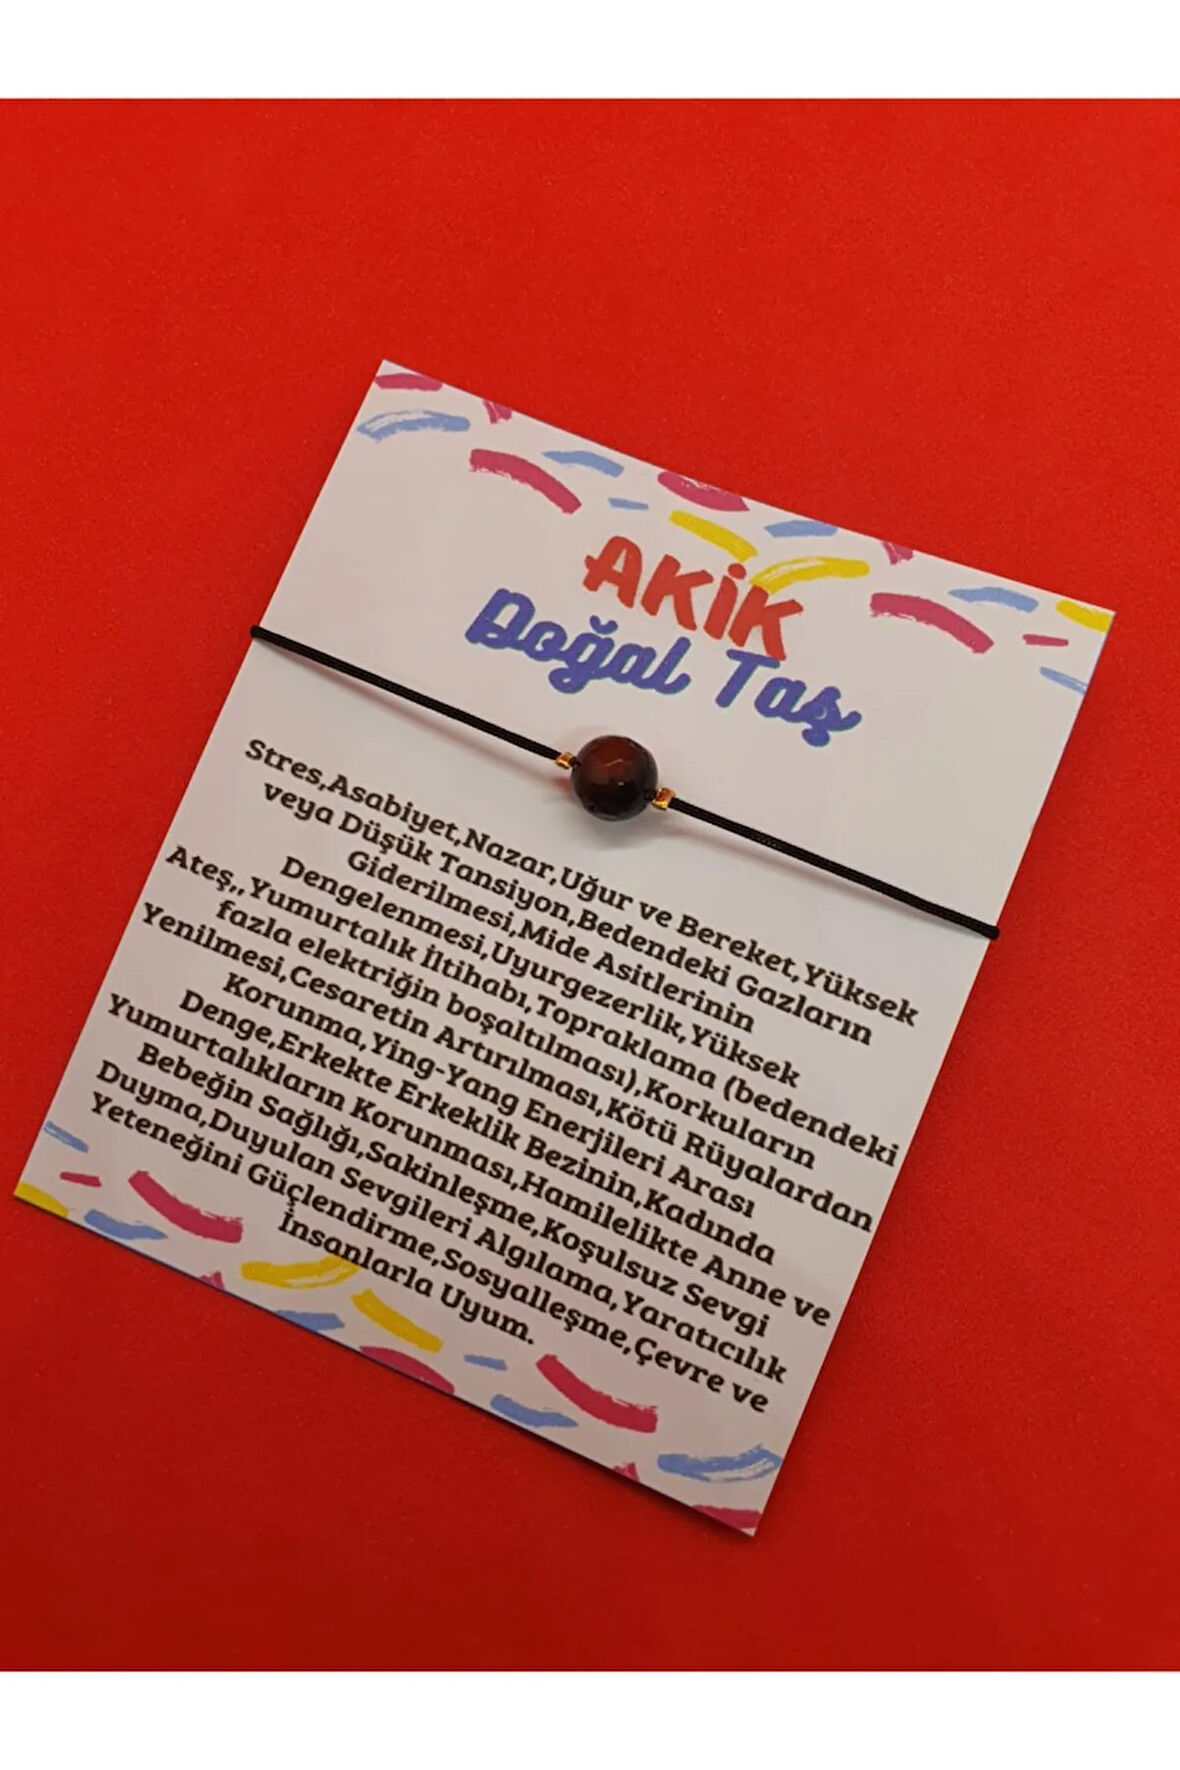 AKİK
Doğal Taş
Stres,Asabiyet,Nazar,Uğur ve Bereket,Yüksek
veya Düşük Tansiyon,Bedendeki Gazların
Giderilmesi,Mide Asitlerinin
Dengelenmesi,Uyurgezerlik,Yüksek
Ateş,,Yumurtalık İltihabı,Topraklama (bedendeki
fazla elektriğin boşaltılması),Korkuların
Yenilmesi,Cesaretin Artırılması,Kötü Rüyalardan
Korunma,Ying-Yang Enerjileri Arası
Denge,Erkekte Erkeklik Bezinin,Kadında
Yumurtalıkların Korunması,Hamilelikte Anne ve
Bebeğin Sağlığı,Sakinleşme,Koşulsuz Sevgi
Duyma,Duyulan Sevgileri Algılama,Yaratıcılık
Yeteneğini Güçlendirme,Sosyalleşme,Çevre ve
İnsanlarla Uyum.